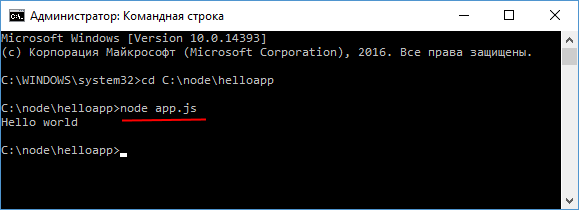 Администратор: Командная строка
Microsoft Windows [Version 10.0.14393]
(c) Корпорация Майкрософт (Microsoft Corporation), 2016. Все права защищены.
C:\WINDOWS\system32>cd C:\node\helloapp
C:\node\helloapp>node app.js
Hello world
C:\node\helloapp>